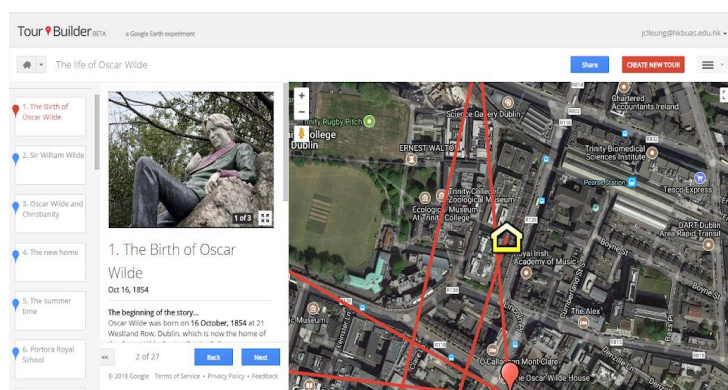 Tour Builder BETA
a Google Earth experiment
jclleung@hkbuas.edu.hk
The life of Oscar Wilde
Share
CREATE NEW TOUR
1. The Birth of
Oscar Wilde
2. Sir William Wilde
3. Oscar Wilde and
Christianity
4. The new home
5. The summer
time
6. Portora Royal
School
1 of 3
1. The Birth of Oscar
Wilde
Oct 16, 1854
The beginning of the story...
Oscar Wilde was born on 16 October, 1854 at 21
Westland Row, Dublin, which is now the home of
<<
2 of 27
Back
Next
© 2018 Google Terms of Service • Privacy Policy • Feedback
+
−
Trinity Rugby Pitch
College
Dublin
ERNEST WALTON
Science Gallery Dublin
Chartered
Accountants Ireland
Trinity Biomedical
Sciences Institute
Pearse Station
Tesco Express
Trinity College
Zoological Museum
Ecological Museum
At Trinity College
DART Dublin
Area Rapid Transit
Royal Irish
Academy of Music
Boyne St
Cumberland St S
The Alex
Museum
O'Callaghan Mont Clare
The Oscar Wilde House